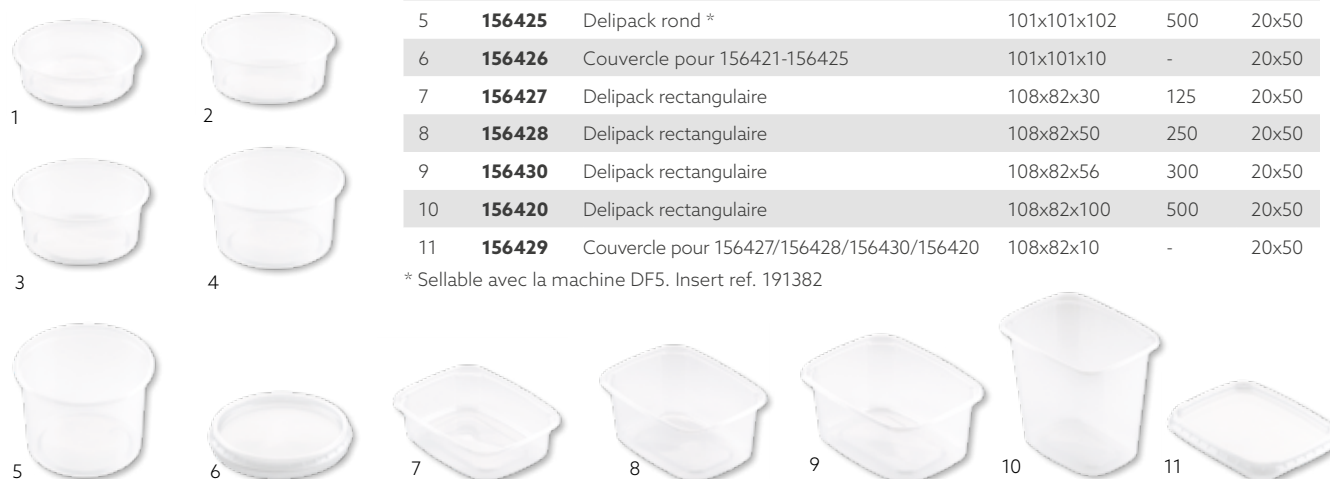 5 156425 Delipack rond * 101x101x102 500 20x50
6 156426 Couvercle pour 156421-156425 101x101x10 - 20x50
7 156427 Delipack rectangulaire 108x82x30 125 20x50
8 156428 Delipack rectangulaire 108x82x50 250 20x50
9 156430 Delipack rectangulaire 108x82x56 300 20x50
10 156420 Delipack rectangulaire 108x82x100 500 20x50
11 156429 Couvercle pour 156427/156428/156430/156420 108x82x10 - 20x50
* Sellable avec la machine DF5. Insert ref. 191382
1 2
3 4
5 6 7 8 9 10 11